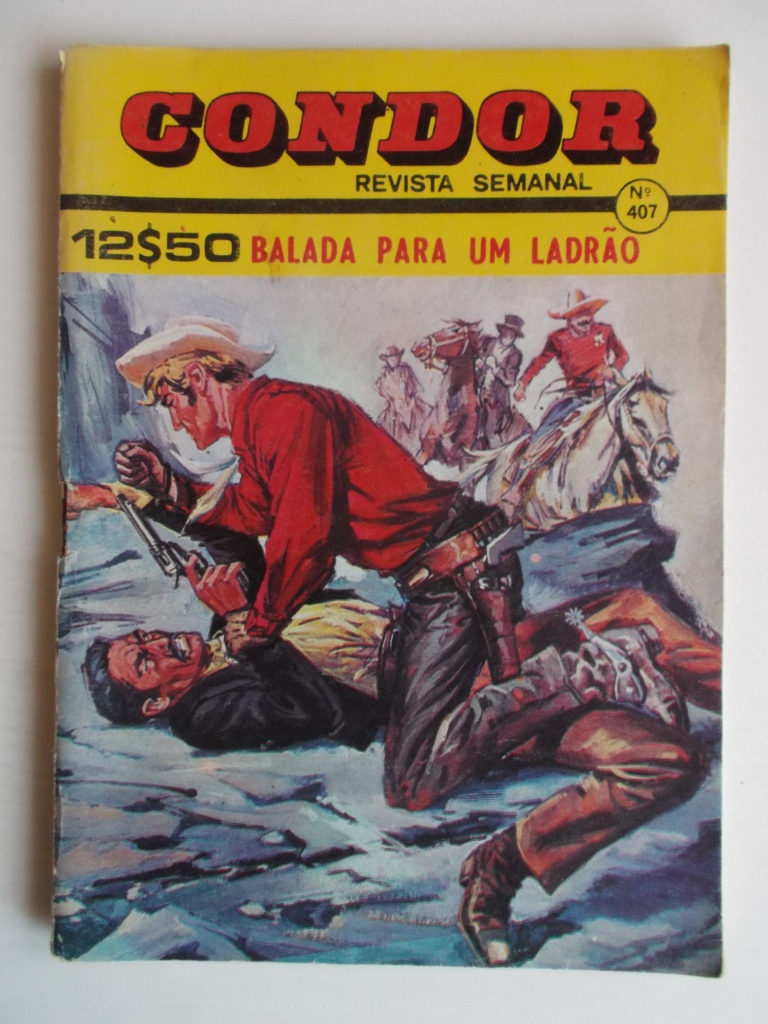 CONDOR
REVISTA SEMANAL
Nº
407
12$50 BALADA PARA UM LADRÃO